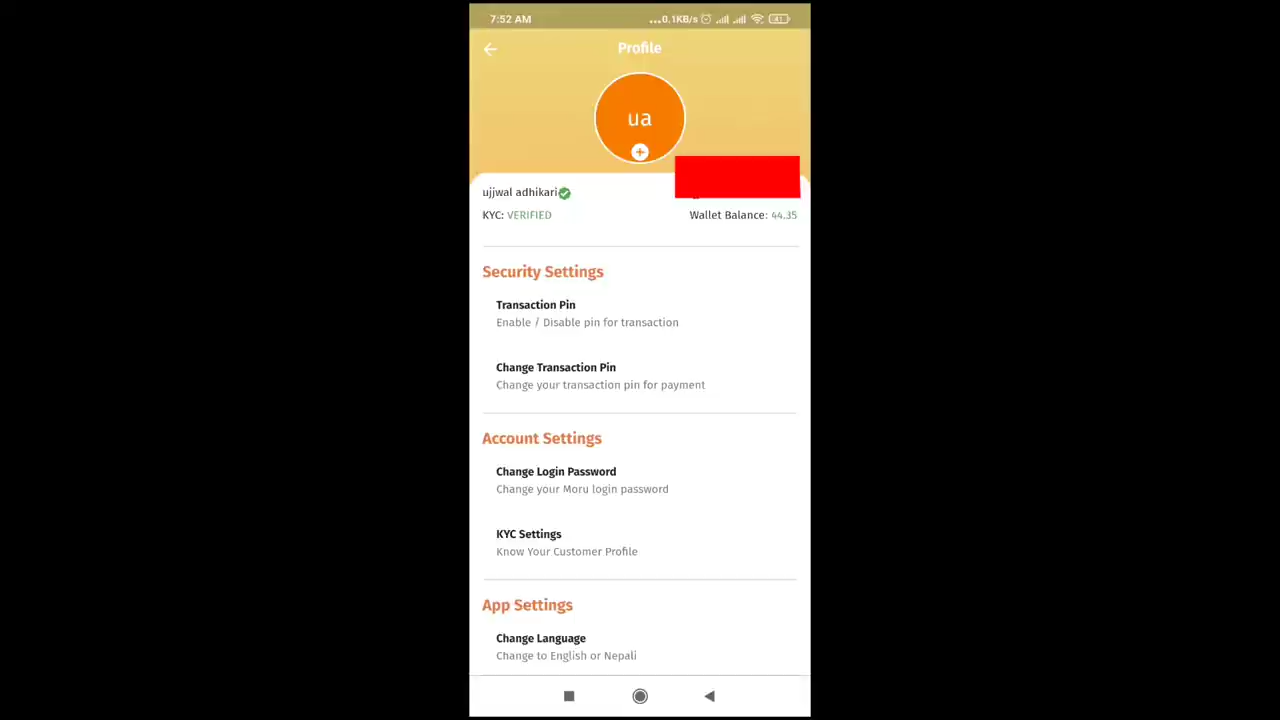 7:52 AM
...0.1KB/s
41
Profile
ua
ujjwal adhikari
KYC: VERIFIED
Wallet Balance: 44.35
Security Settings
Transaction Pin
Enable / Disable pin for transaction
Change Transaction Pin
Change your transaction pin for payment
Account Settings
Change Login Password
Change your Moru login password
KYC Settings
Know Your Customer Profile
App Settings
Change Language
Change to English or Nepali